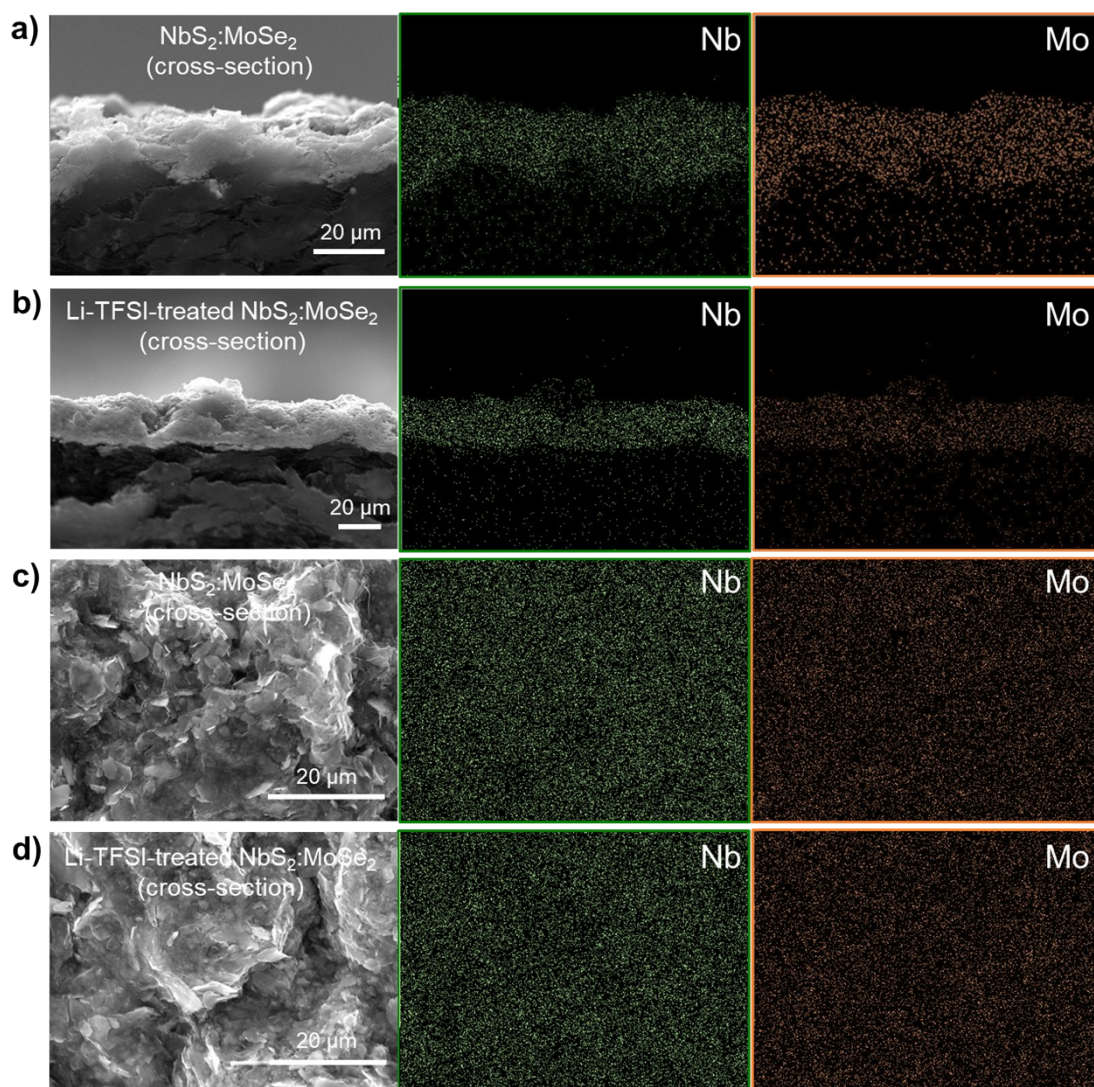 a)
NbS₂:MoSe₂
(cross-section)
20 µm
Nb
Mo
b)
Li-TFSI-treated NbS₂:MoSe₂
(cross-section)
20 µm
Nb
Mo
c)
NbS₂:MoSe₂
(cross-section)
20 µm
Nb
Mo
d)
Li-TFSI-treated NbS₂:MoSe₂
(cross-section)
20 µm
Nb
Mo